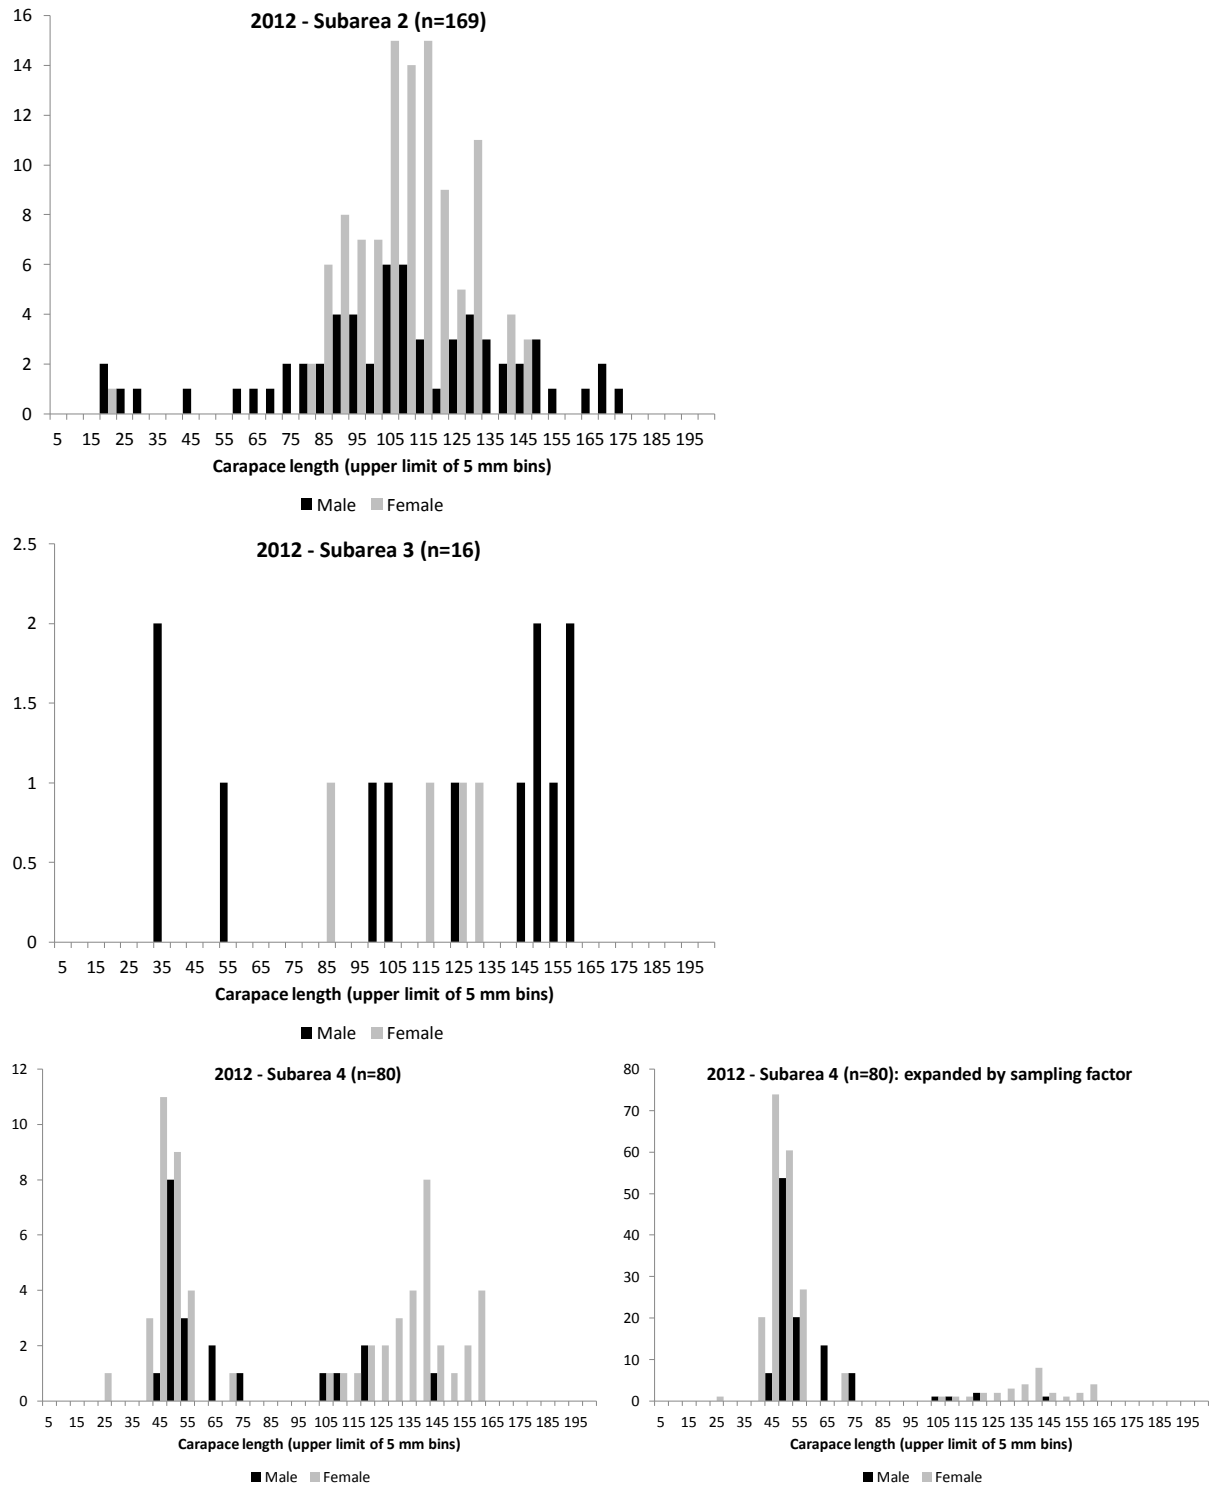 2012 - Subarea 2 (n=169)
16
14
12
10
8
6
4
2
0
5 15 25 35 45 55 65 75 85 95 105 115 125 135 145 155 165 175 185 195
Carapace length (upper limit of 5 mm bins)
Male Female
2012 - Subarea 3 (n=16)
2.5
2
1.5
1
0.5
0
5 15 25 35 45 55 65 75 85 95 105 115 125 135 145 155 165 175 185 195
Carapace length (upper limit of 5 mm bins)
Male Female
2012 - Subarea 4 (n=80)
12
10
8
6
4
2
0
5 15 25 35 45 55 65 75 85 95 105 115 125 135 145 155 165 175 185 195
Carapace length (upper limit of 5 mm bins)
Male Female
2012 - Subarea 4 (n=80): expanded by sampling factor
80
70
60
50
40
30
20
10
0
5 15 25 35 45 55 65 75 85 95 105 115 125 135 145 155 165 175 185 195
Carapace length (upper limit of 5 mm bins)
Male Female